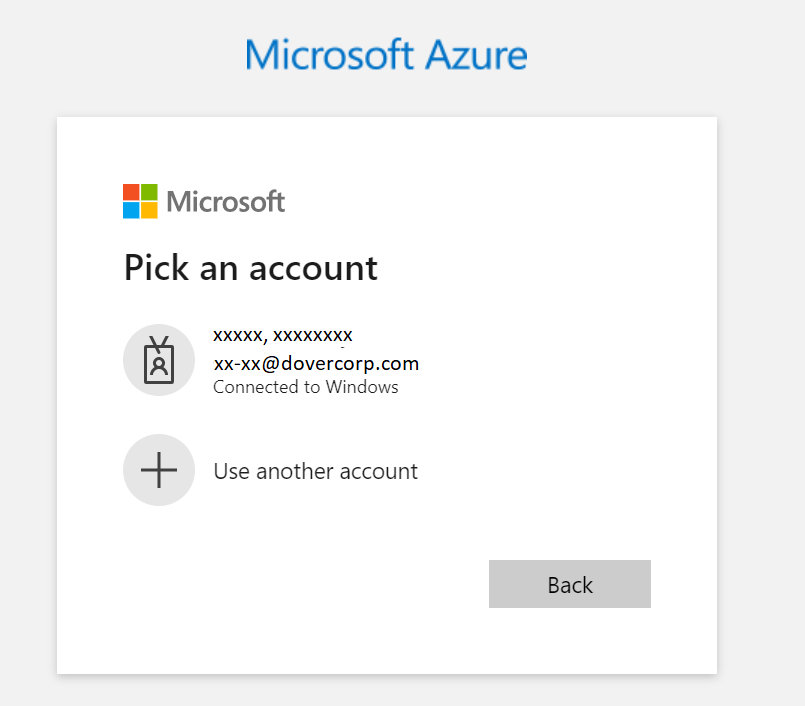 Microsoft Azure
Microsoft
Pick an account
xxxxx, xxxxxxxx
xx-xx@dovercorp.com
Connected to Windows
Use another account
Back